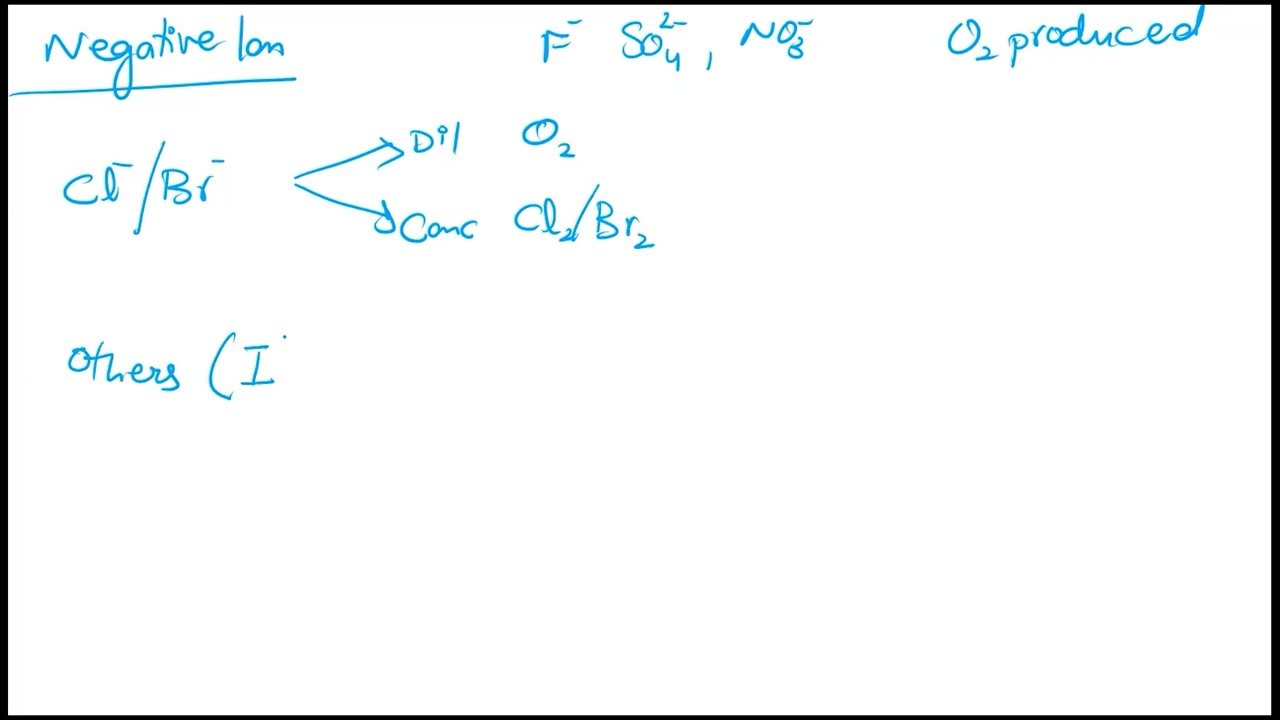 Negative Ion F⁻ SO₄²⁻, NO₃⁻ O₂ produced
Dil O₂
Cl⁻/Br⁻
Conc Cl₂/Br₂
Others (I